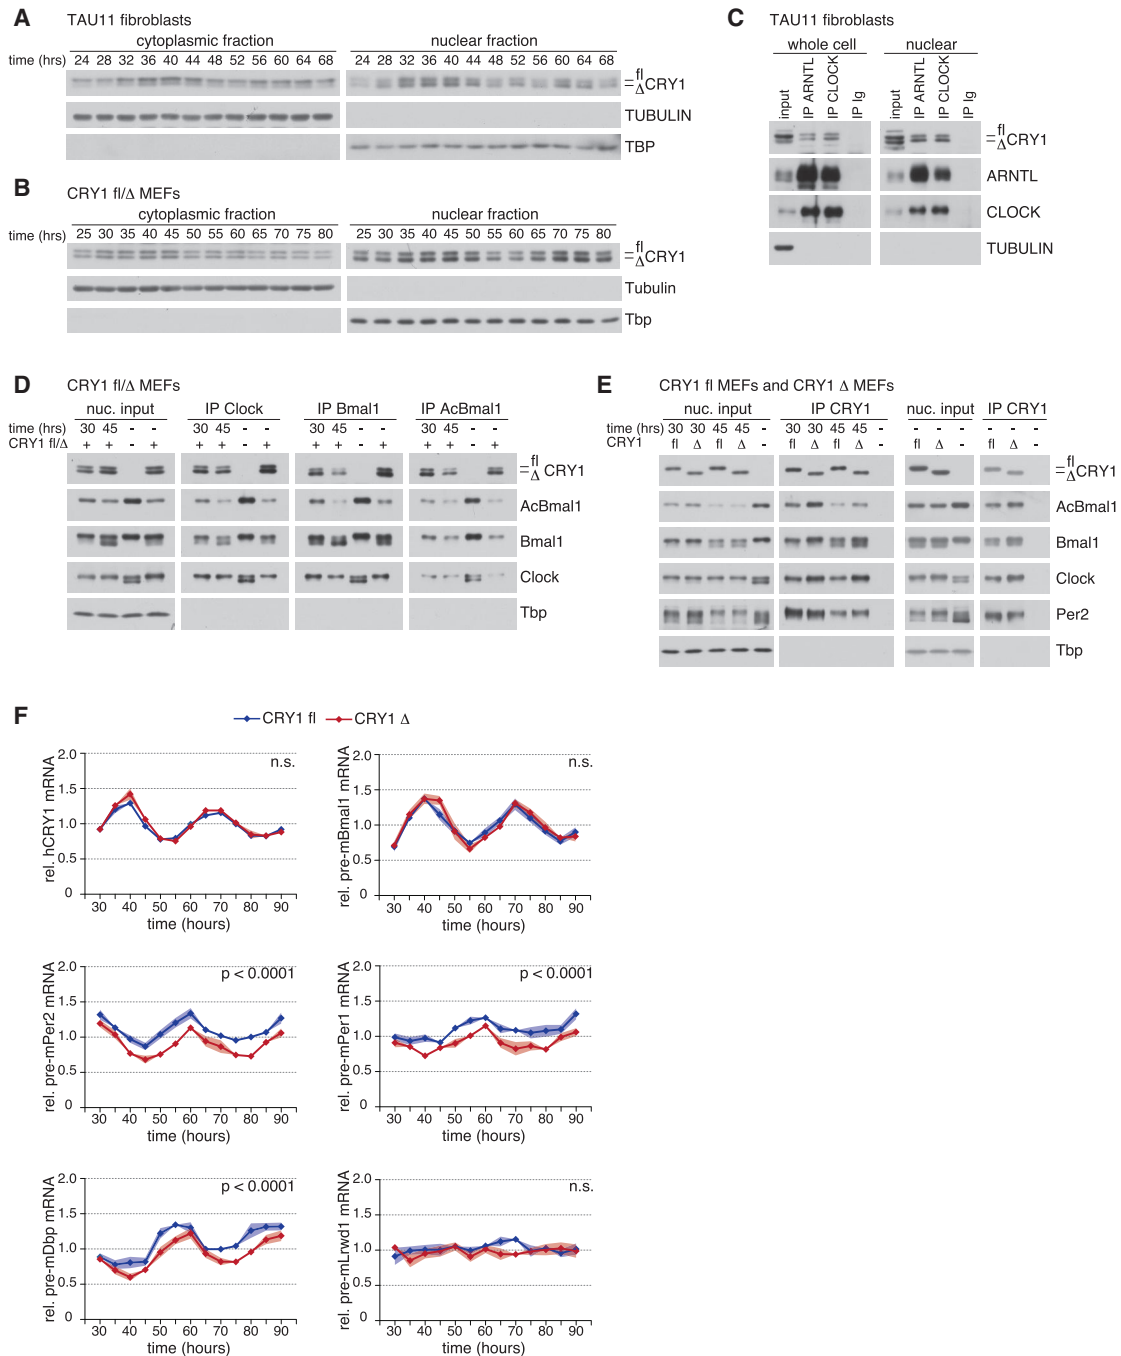 A TAU11 fibroblasts
cytoplasmic fraction nuclear fraction
time (hrs) 24 28 32 36 40 44 48 52 56 60 64 68 24 28 32 36 40 44 48 52 56 60 64 68
fl
Δ CRY1
TUBULIN
TBP
B CRY1 fl/Δ MEFs
cytoplasmic fraction nuclear fraction
time (hrs) 25 30 35 40 45 50 55 60 65 70 75 80 25 30 35 40 45 50 55 60 65 70 75 80
fl
Δ CRY1
Tubulin
Tbp
C TAU11 fibroblasts
whole cell nuclear
input IP ARNTL IP CLOCK IP Ig input IP ARNTL IP CLOCK IP Ig
fl
Δ CRY1
ARNTL
CLOCK
TUBULIN
D CRY1 fl/Δ MEFs
nuc. input IP Clock IP Bmal1 IP AcBmal1
time (hrs) 30 45 - - 30 45 - - 30 45 - - 30 45 - -
CRY1 fl/Δ + + - + + + - + + + - + + + - +
fl
Δ CRY1
AcBmal1
Bmal1
Clock
Tbp
E CRY1 fl MEFs and CRY1 Δ MEFs
nuc. input IP CRY1 nuc. input IP CRY1
time (hrs) 30 30 45 45 - 30 30 45 45 - - - - - - -
CRY1 fl Δ fl Δ - fl Δ fl Δ - fl Δ - fl Δ -
fl
Δ CRY1
AcBmal1
Bmal1
Clock
Per2
Tbp
F
CRY1 fl CRY1 Δ
rel. hCRY1 mRNA
2.0
1.5
1.0
0.5
0
n.s.
30 40 50 60 70 80 90
time (hours)
rel. pre-mBmal1 mRNA
2.0
1.5
1.0
0.5
0
n.s.
30 40 50 60 70 80 90
time (hours)
rel. pre-mPer2 mRNA
2.0
1.5
1.0
0.5
0
p < 0.0001
30 40 50 60 70 80 90
time (hours)
rel. pre-mPer1 mRNA
2.0
1.5
1.0
0.5
0
p < 0.0001
30 40 50 60 70 80 90
time (hours)
rel. pre-mDbp mRNA
2.0
1.5
1.0
0.5
0
p < 0.0001
30 40 50 60 70 80 90
time (hours)
rel. pre-mLrwd1 mRNA
2.0
1.5
1.0
0.5
0
n.s.
30 40 50 60 70 80 90
time (hours)